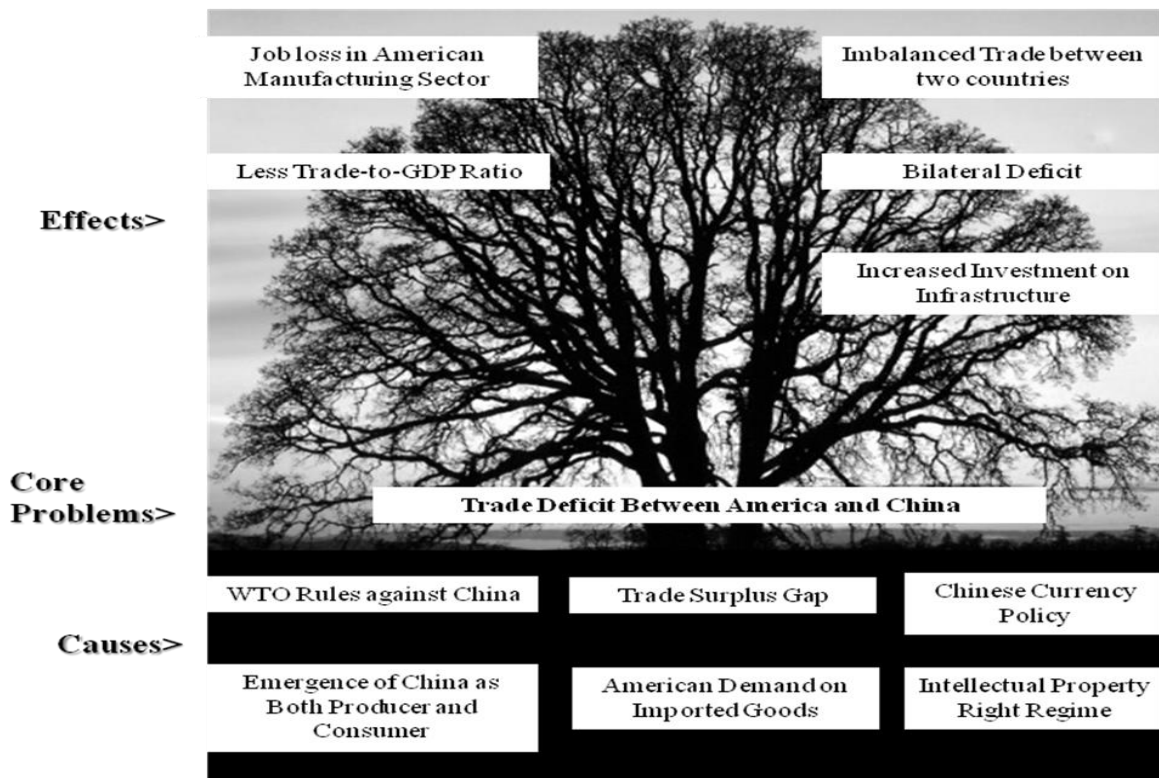 Job loss in American
Manufacturing Sector
Imbalanced Trade between
two countries
Less Trade-to-GDP Ratio
Bilateral Deficit
Effects>
Increased Investment on
Infrastructure
Core
Problems>
Trade Deficit Between America and China
WTO Rules against China
Trade Surplus Gap
Chinese Currency
Policy
Causes>
Emergence of China as
Both Producer and
Consumer
American Demand on
Imported Goods
Intellectual Property
Right Regime